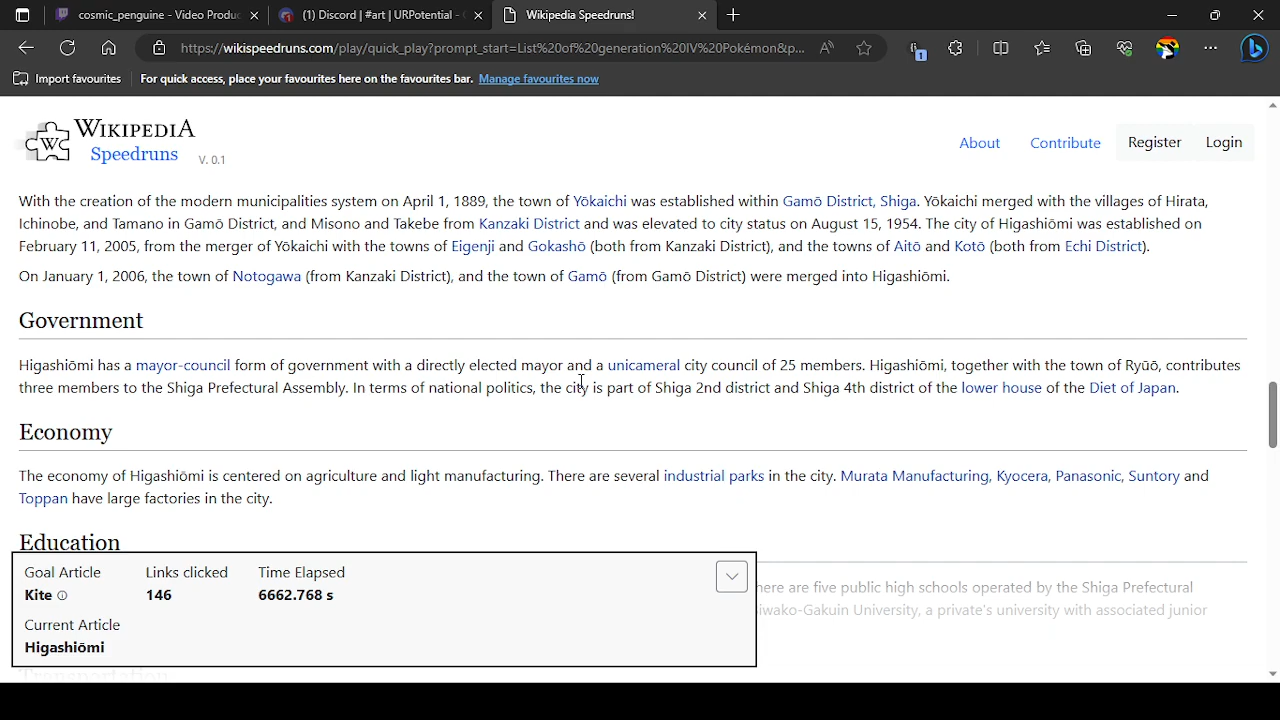 cosmic_penguine - Video Produc
(1) Discord | #art | URPotential -
Wikipedia Speedruns!
https://wikispeedruns.com/play/quick_play?prompt_start=List%20of%20generation%20IV%20Pokémon&p...
1
Import favourites
For quick access, place your favourites here on the favourites bar. Manage favourites now
WIKIPEDIA
Speedruns V. 0.1
About Contribute Register Login
With the creation of the modern municipalities system on April 1, 1889, the town of Yōkaichi was established within Gamō District, Shiga. Yōkaichi merged with the villages of Hirata,
Ichinobe, and Tamano in Gamō District, and Misono and Takebe from Kanzaki District and was elevated to city status on August 15, 1954. The city of Higashiōmi was established on
February 11, 2005, from the merger of Yōkaichi with the towns of Eigenji and Gokashō (both from Kanzaki District), and the towns of Aitō and Kotō (both from Echi District).
On January 1, 2006, the town of Notogawa (from Kanzaki District), and the town of Gamō (from Gamō District) were merged into Higashiōmi.
Government
Higashiōmi has a mayor-council form of government with a directly elected mayor and a unicameral city council of 25 members. Higashiōmi, together with the town of Ryūō, contributes
three members to the Shiga Prefectural Assembly. In terms of national politics, the city is part of Shiga 2nd district and Shiga 4th district of the lower house of the Diet of Japan.
Economy
The economy of Higashiōmi is centered on agriculture and light manufacturing. There are several industrial parks in the city. Murata Manufacturing, Kyocera, Panasonic, Suntory and
Toppan have large factories in the city.
Education
here are five public high schools operated by the Shiga Prefectural
iwako-Gakuin University, a private's university with associated junior
Goal Article Links clicked Time Elapsed
Kite 146 6662.768 s
Current Article
Higashiōmi